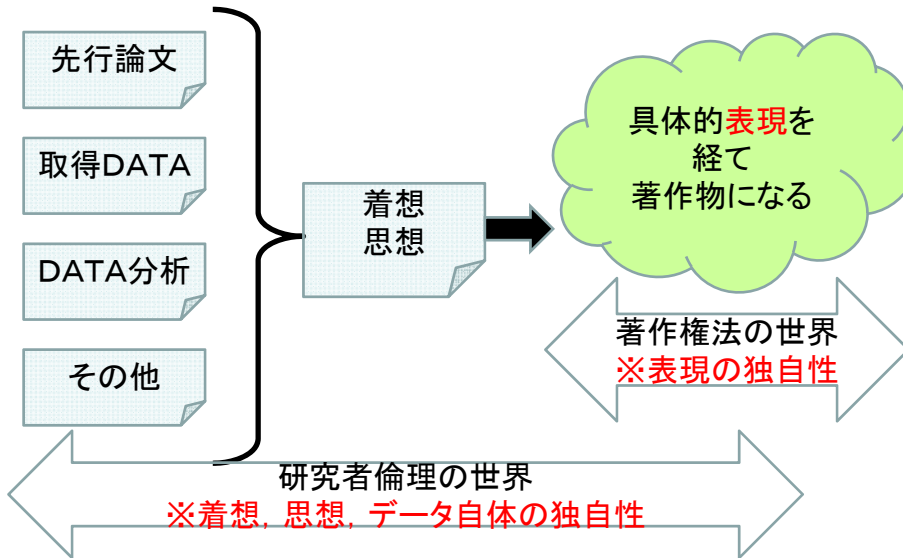 先行論文
取得DATA
DATA分析
その他
着想
思想
具体的表現を
経て
著作物になる
著作権法の世界
※表現の独自性
研究者倫理の世界
※着想，思想，データ自体の独自性